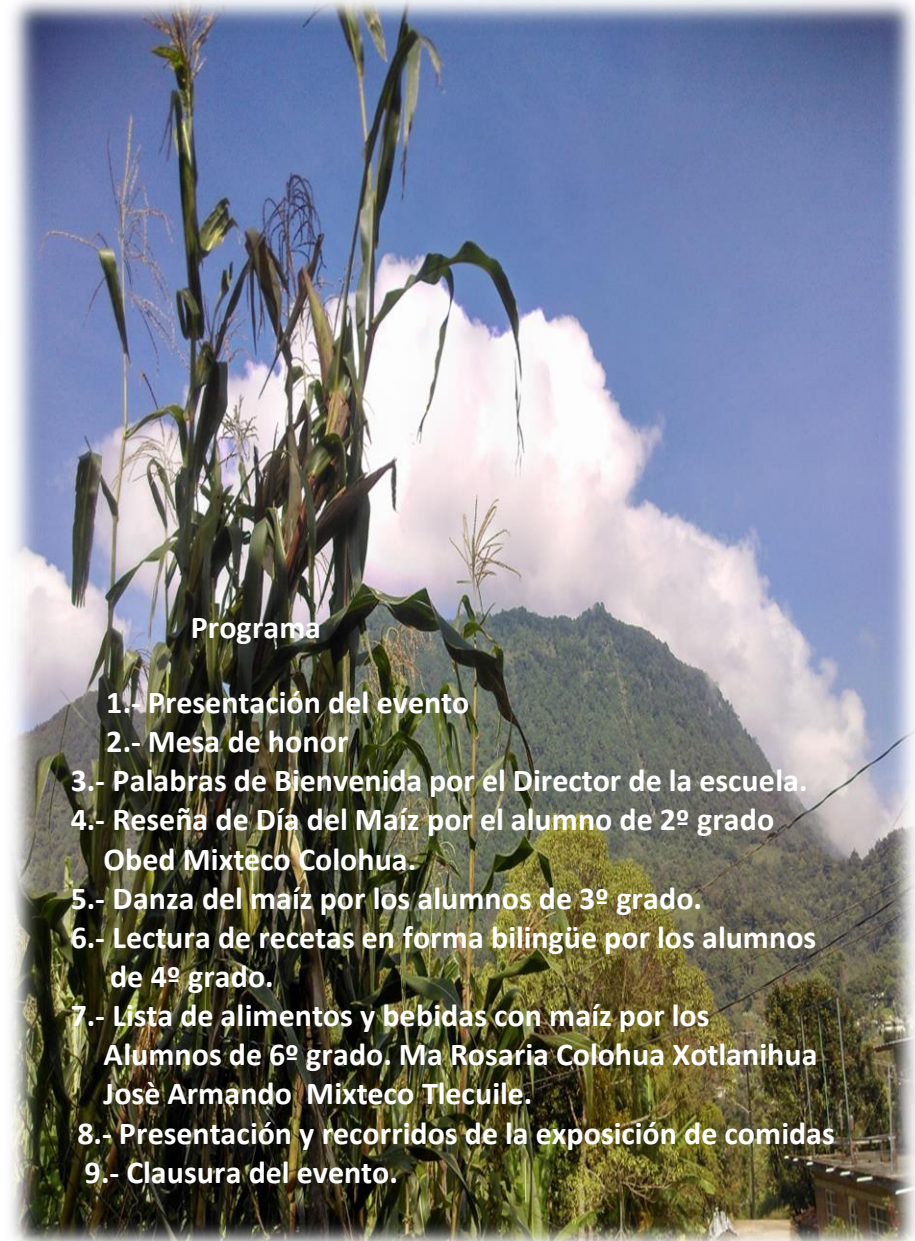 Programa
1.- Presentación del evento
2.- Mesa de honor
3.- Palabras de Bienvenida por el Director de la escuela.
4.- Reseña de Día del Maíz por el alumno de 2º grado
Obed Mixteco Colohua.
5.- Danza del maíz por los alumnos de 3º grado.
6.- Lectura de recetas en forma bilingüe por los alumnos
de 4º grado.
7.- Lista de alimentos y bebidas con maíz por los
Alumnos de 6º grado. Ma Rosaria Colohua Xotlanihua
Josè Armando  Mixteco Tlecuile.
8.- Presentación y recorridos de la exposición de comidas
9.- Clausura del evento.